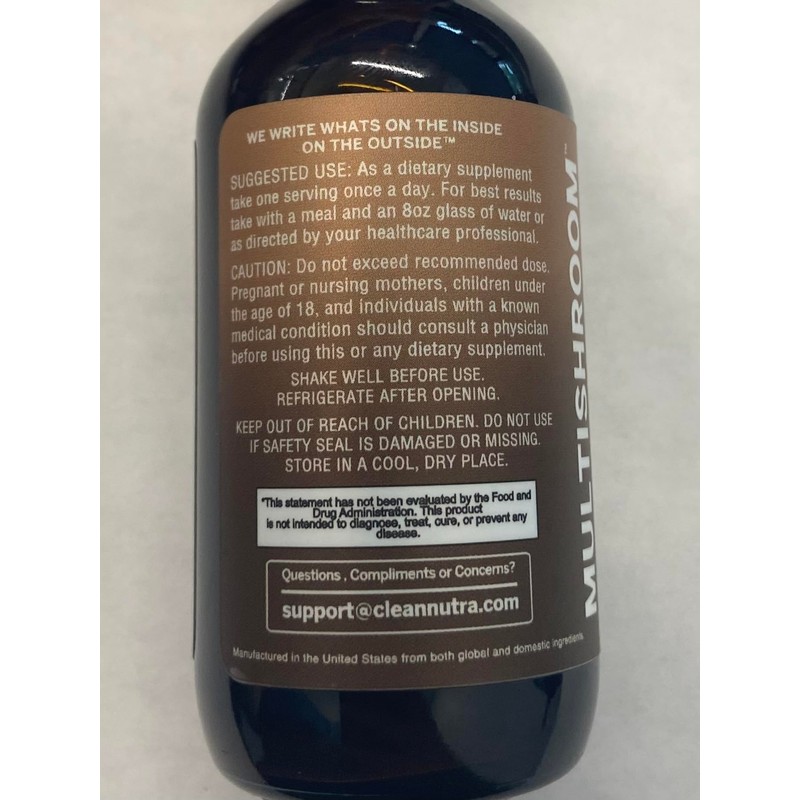 WE WRITE WHATS ON THE INSIDE
ON THE OUTSIDE™
SUGGESTED USE: As a dietary supplement
take one serving once a day. For best results
take with a meal and an 8oz glass of water or
as directed by your healthcare professional.
CAUTION: Do not exceed recommended dose.
Pregnant or nursing mothers, children under
the age of 18, and individuals with a known
medical condition should consult a physician
before using this or any dietary supplement.
SHAKE WELL BEFORE USE.
REFRIGERATE AFTER OPENING.
KEEP OUT OF REACH OF CHILDREN. DO NOT USE
IF SAFETY SEAL IS DAMAGED OR MISSING.
STORE IN A COOL, DRY PLACE.
*This statement has not been evaluated by the Food and
Drug Administration. This product
is not intended to diagnose, treat, cure, or prevent any
disease.
Questions , Compliments or Concerns?
support@cleannutra.com
Manufactured in the United States from both global and domestic ingredients
MULTISHROOM™